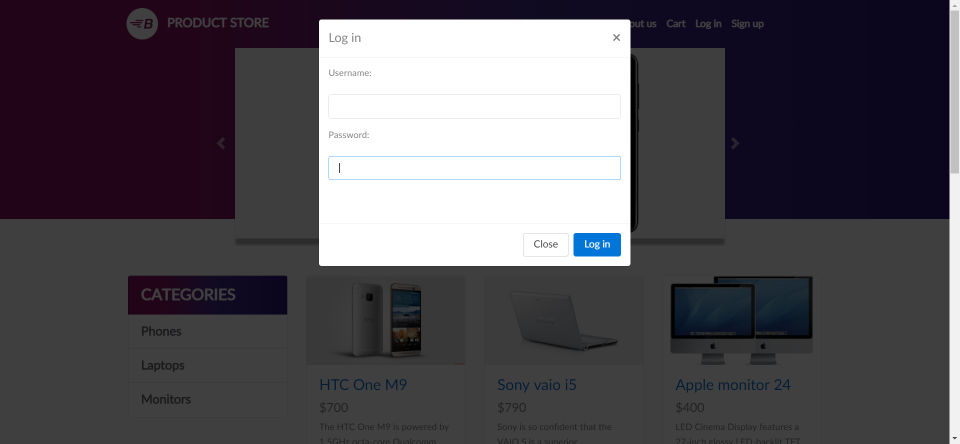 PRODUCT STORE
out us Cart Log in Sign up
Log in
×
Username:
Password:
Close Log in
CATEGORIES
Phones
Laptops
Monitors
HTC One M9
$700
The HTC One M9 is powered by
1.5GHz octa-core Qualcomm
Sony vaio i5
$790
Sony is so confident that the
VAIO S is a superior
Apple monitor 24
$400
LED Cinema Display features a
27-inch glossy LED-backlit TFT